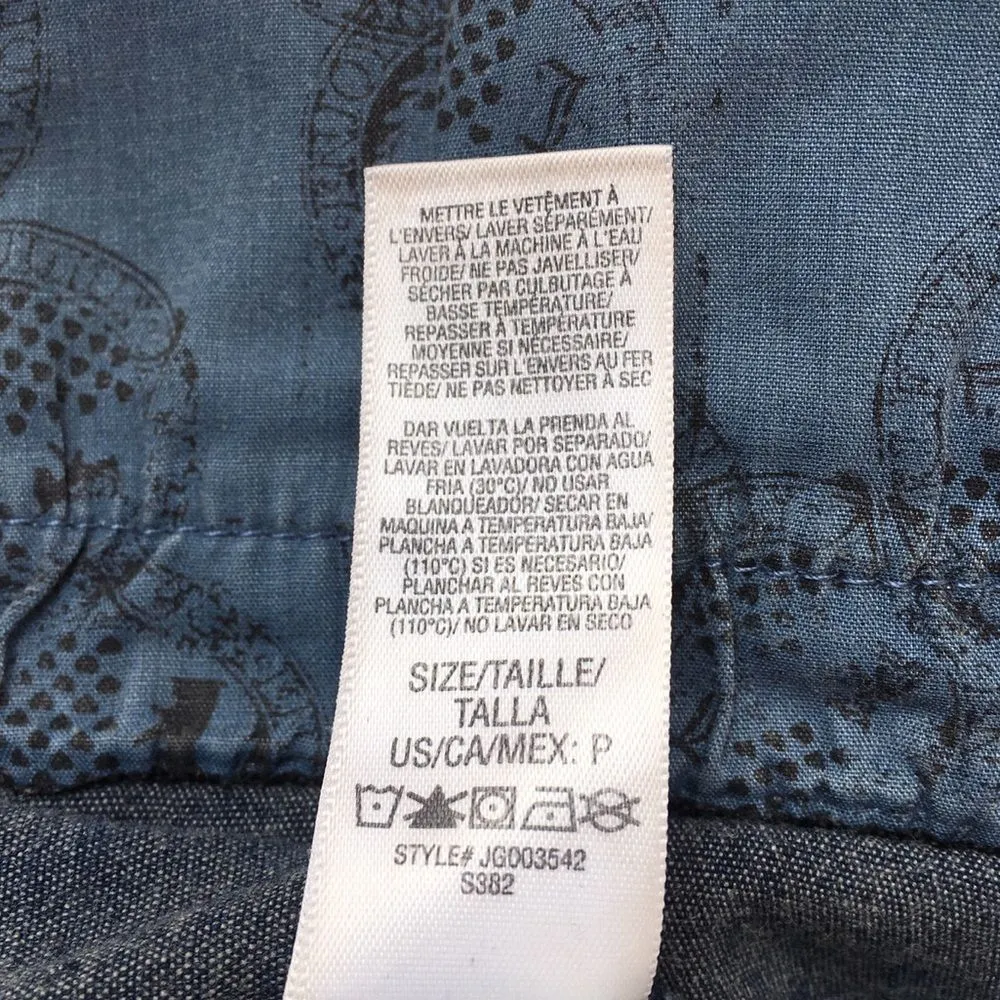 METTRE LE VETÊMENT À
L'ENVERS/ LAVER SÉPARÉMENT/
LAVER À LA MACHINE À L'EAU
FROIDE/ NE PAS JAVELLISER/
SÉCHER PAR CULBUTAGE À
BASSE TEMPÉRATURE/
REPASSER À TEMPÉRATURE
MOYENNE SI NÉCESSAIRE/
REPASSER SUR L'ENVERS AU FER
TIÈDE/ NE PAS NETTOYER À SEC
DAR VUELTA LA PRENDA AL
REVES/ LAVAR POR SEPARADO/
LAVAR EN LAVADORA CON AGUA
FRIA (30°C)/ NO USAR
BLANQUEADOR/ SECAR EN
MAQUINA A TEMPERATURA BAJA/
PLANCHA A TEMPERATURA BAJA
(110°C) SI ES NECESARIO/
PLANCHAR AL REVES CON
PLANCHA A TEMPERATURA BAJA
(110°C)/ NO LAVAR EN SECO
SIZE/TAILLE/
TALLA
US/CA/MEX: P
STYLE# JG003542
S382